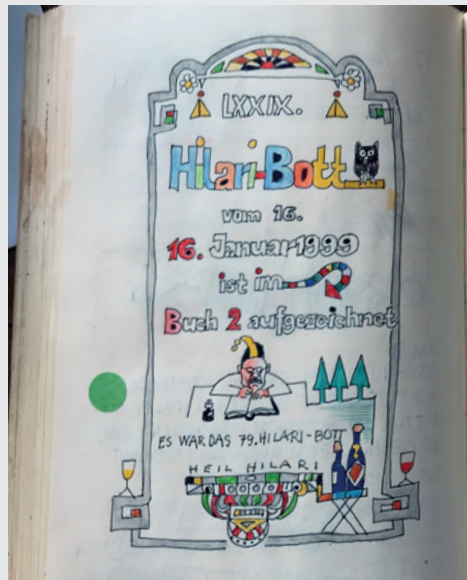 LXXIX.
Hilari-Bott
vom 16.
16. Januar 1999
ist im
Buch 2 aufgezeichnet
ES WAR DAS 79. HILARI-BOTT
HEIL HILARI